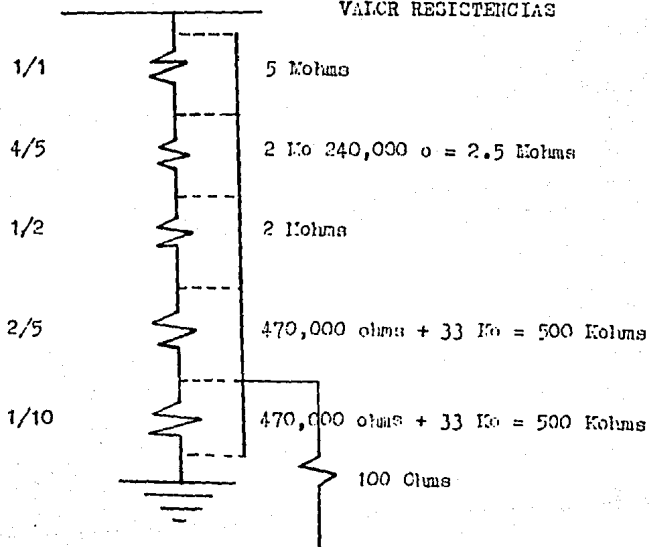 VALOR RESISTENCIAS
1/1 5 Mohms
4/5 2 Mo 240,000 o = 2.5 Mohms
1/2 2 Mohms
2/5 470,000 ohms + 33 Ko = 500 Kohms
1/10 470,000 ohms + 33 Ko = 500 Kohms
100 Ohms